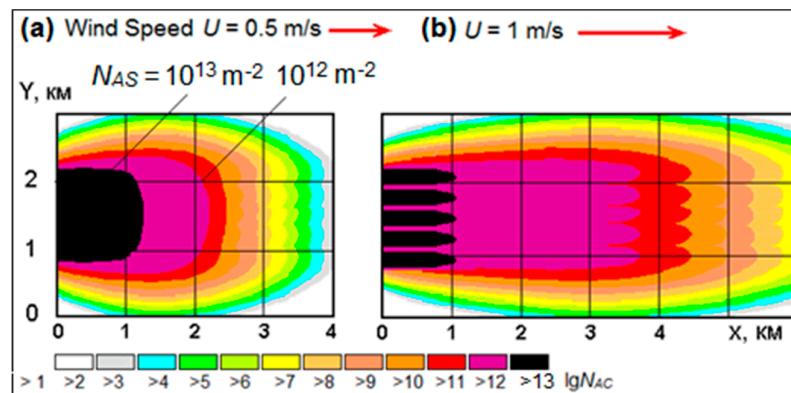 (a) Wind Speed U = 0.5 m/s (b) U = 1 m/s
N_AS = 10^13 m^-2 10^12 m^-2
Y, км
2
1
0
0 1 2 3 4 0 1 2 3 4 х, км
> 1 >2 >3 >4 >5 >6 >7 >8 >9 >10 >11 >12 >13 lgN_AC